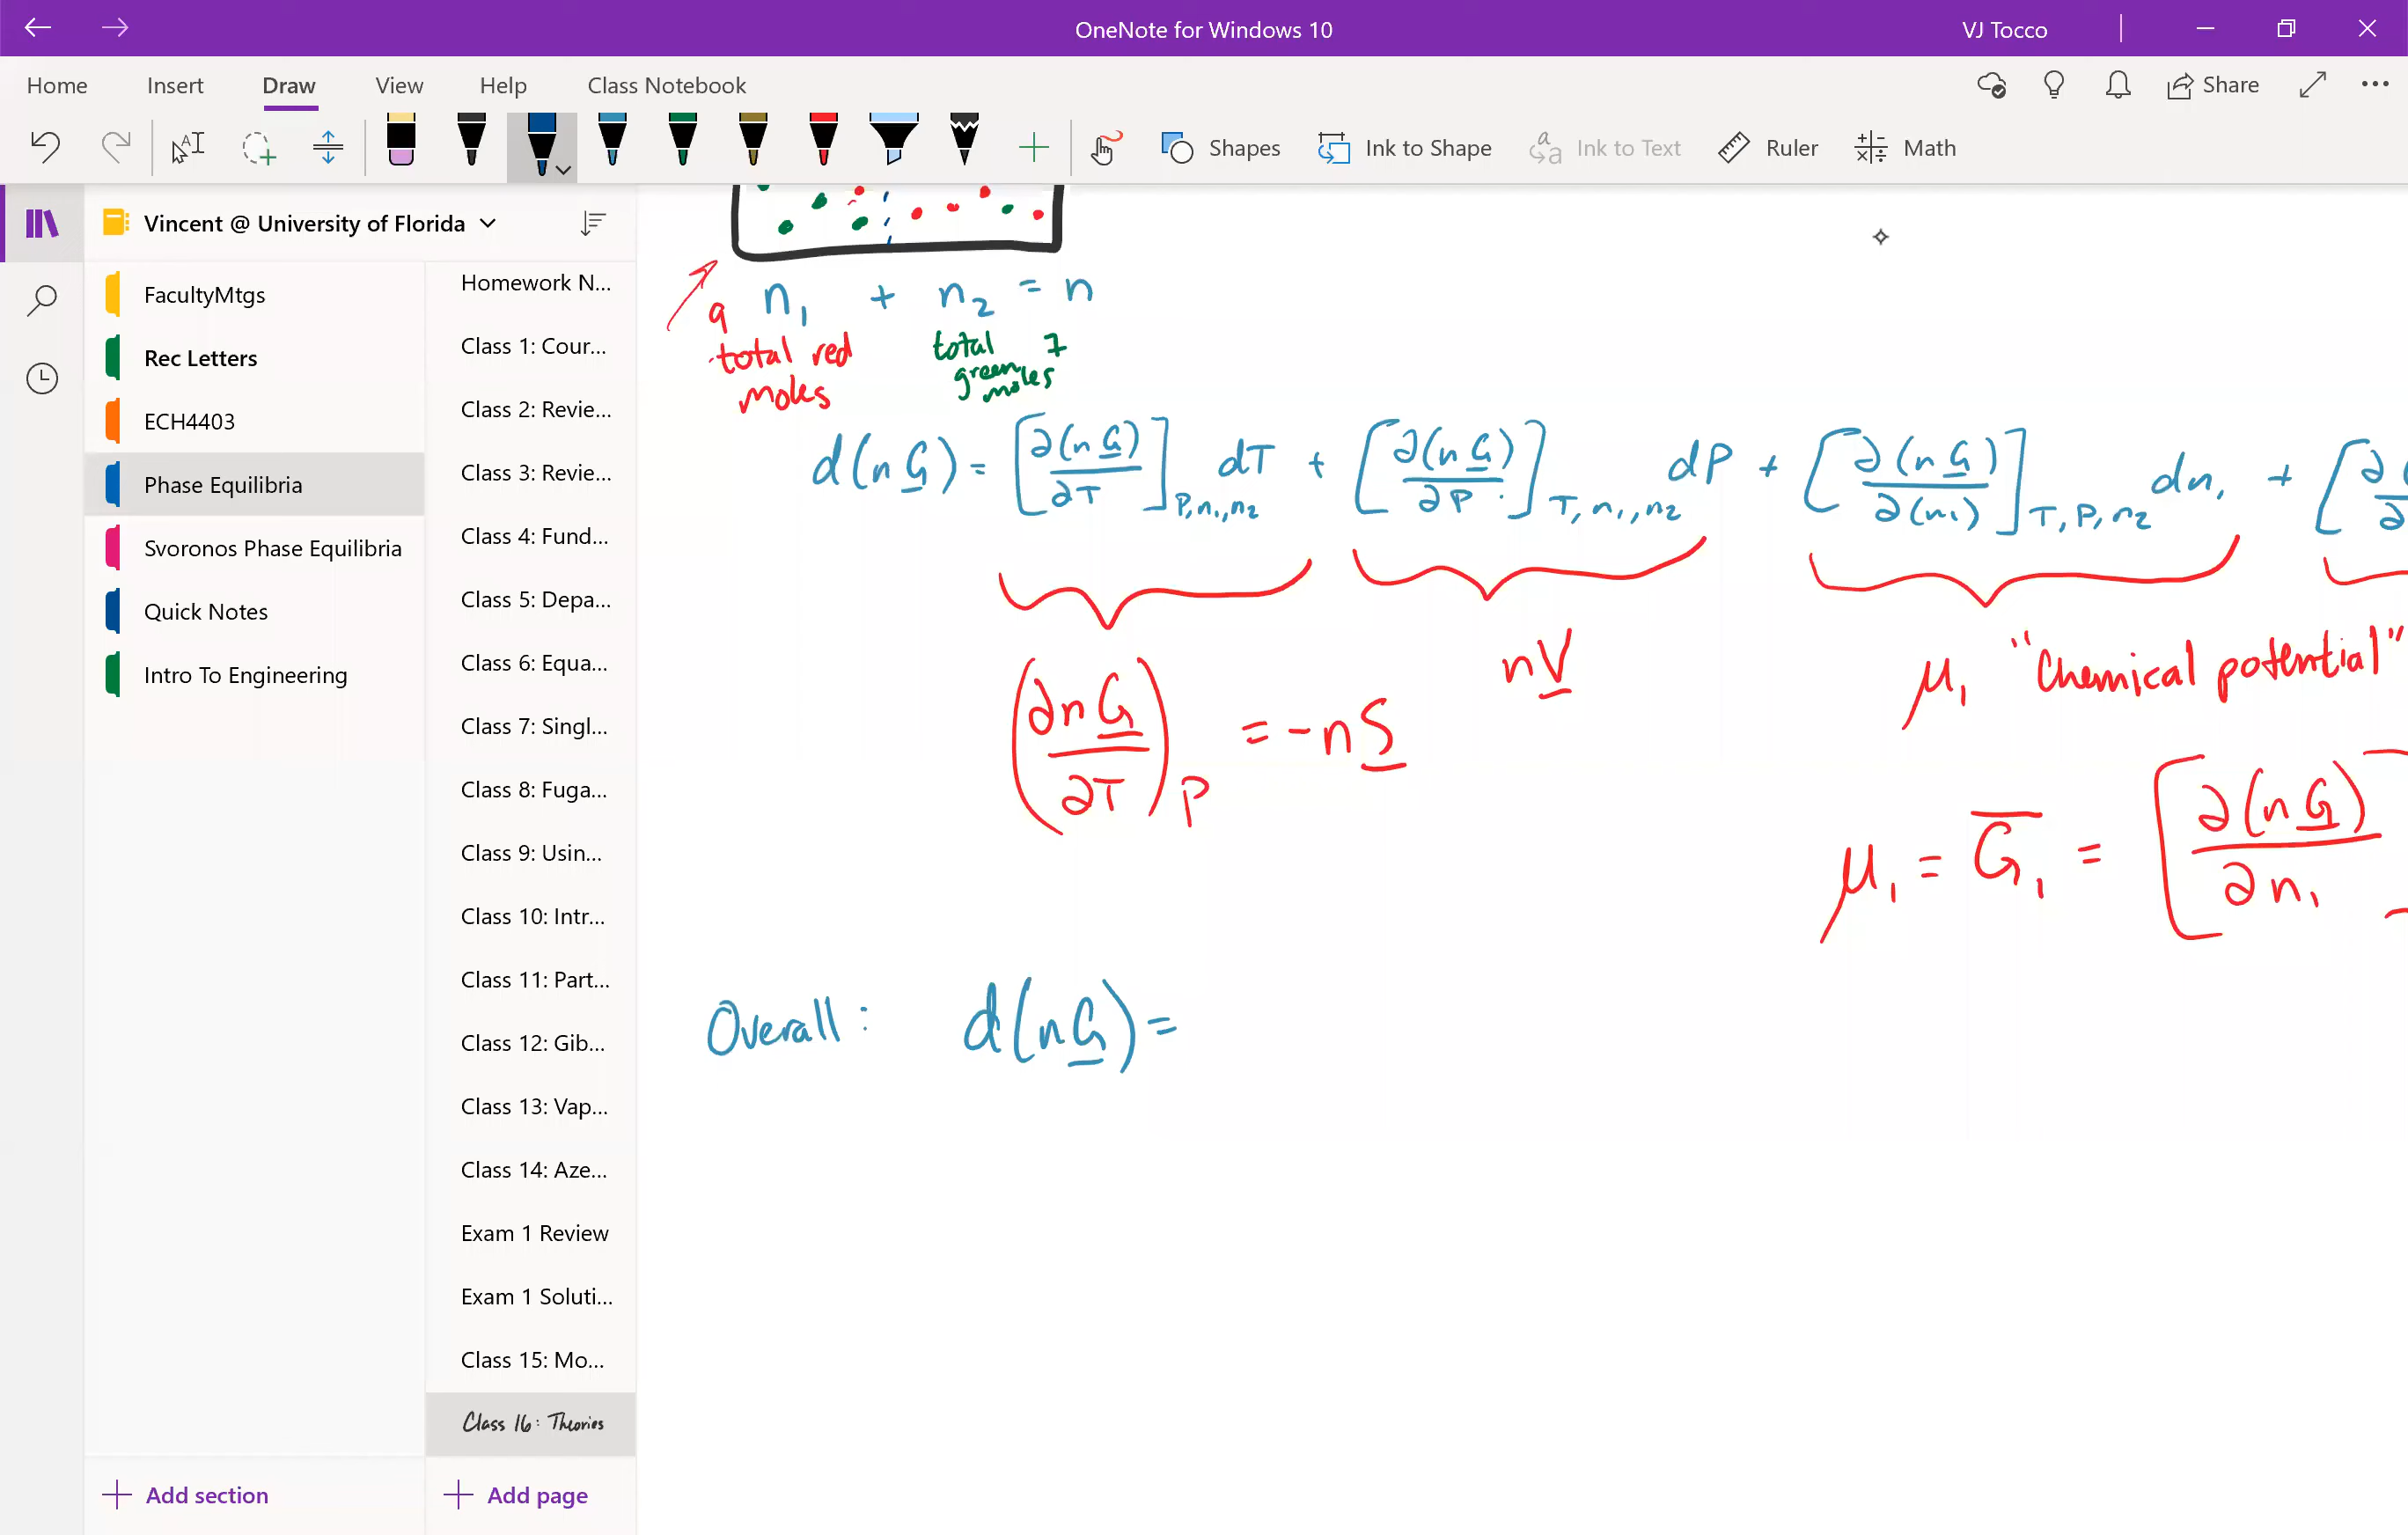 OneNote for Windows 10
VJ Tocco
Home Insert Draw View Help Class Notebook
Share
Shapes Ink to Shape Ink to Text Ruler Math
Vincent @ University of Florida
FacultyMtgs
Rec Letters
ECH4403
Phase Equilibria
Svoronos Phase Equilibria
Quick Notes
Intro To Engineering
Add section
Homework N...
Class 1: Cour...
Class 2: Revie...
Class 3: Revie...
Class 4: Fund...
Class 5: Depa...
Class 6: Equa...
Class 7: Singl...
Class 8: Fuga...
Class 9: Usin...
Class 10: Intr...
Class 11: Part...
Class 12: Gib...
Class 13: Vap...
Class 14: Aze...
Exam 1 Review
Exam 1 Soluti...
Class 15: Mo...
Class 16: Theories
Add page
n₁ + n₂ = n
9 total red moles
total 7 green moles
d(nG̲) = [∂(nG̲)/∂T]P,n₁,n₂ dT + [∂(nG̲)/∂P]T,n₁,n₂ dP + [∂(nG̲)/∂(n₁)]T,P,n₂ dn₁ + [∂
(∂nG̲/∂T)P = -nS̲
nV̲
μ₁ "Chemical potential"
μ₁ = G̅₁ = [∂(nG̲)/∂n₁
Overall: d(nG̲) =